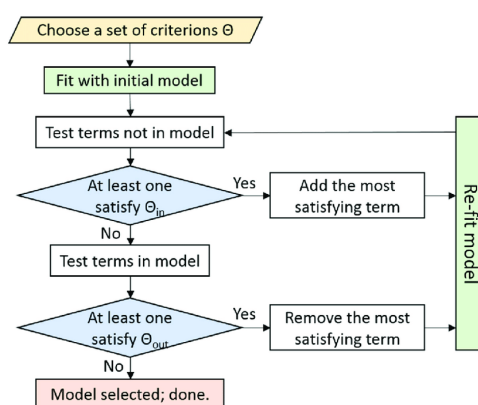 Choose a set of criterions Θ
Fit with initial model
Test terms not in model
At least one
satisfy Θin
Yes
Add the most
satisfying term
Re-fit model
No
Test terms in model
At least one
satisfy Θout
Yes
Remove the most
satisfying term
No
Model selected; done.